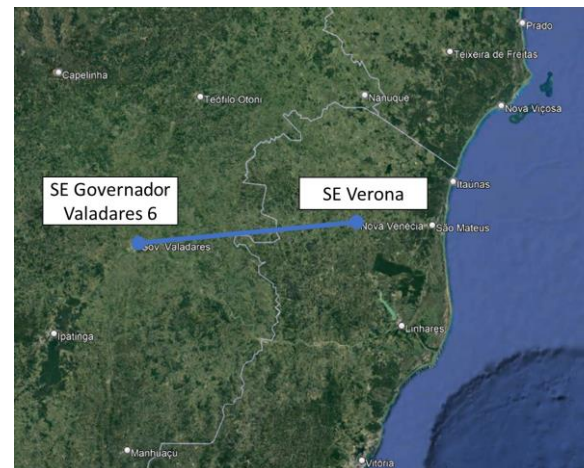 Prado
Teixeira de Freitas
Capelinha
Teófilo Otoni
Nanuque
Nova Viçosa
SE Governador
Valadares 6
SE Verona
Itaúnas
Nova Venécia
São Mateus
Gov. Valadares
Linhares
Ipatinga
Manhuaçu
Vitória